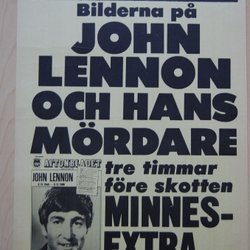 Bilderna på
JOHN
LENNON
OCH HANS
MÖRDARE
AFTONBLADET
JOHN LENNON
tre timmar
före skotten
MINNES-
EXTRA